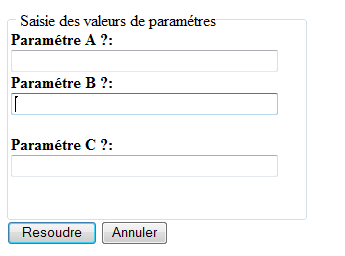 Saisie des valeurs de paramétres
Paramétre A ?:
Paramétre B ?:
Paramétre C ?:
Resoudre Annuler